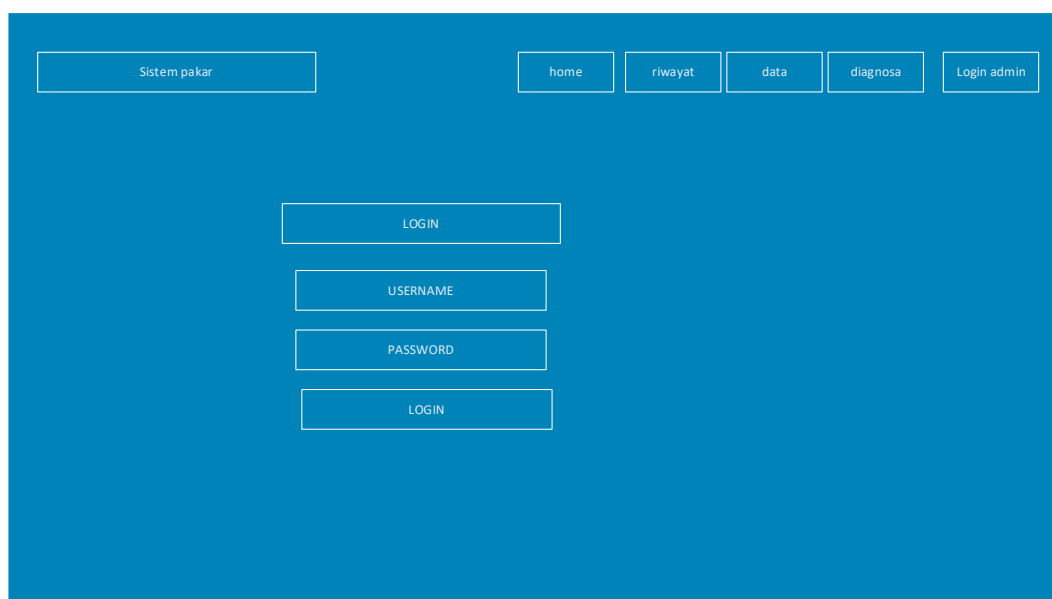 Sistem pakar
home
riwayat
data
diagnosa
Login admin
LOGIN
USERNAME
PASSWORD
LOGIN